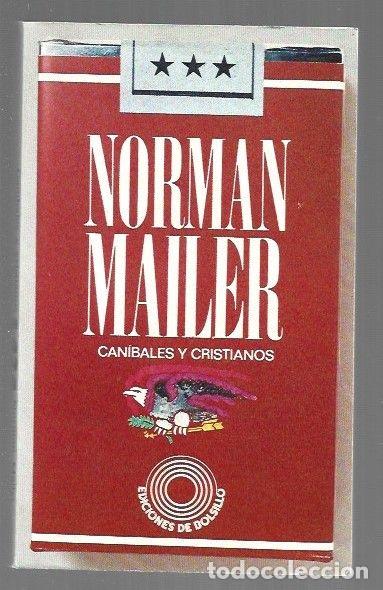 ★★★
NORMAN
MAILER
CANÍBALES Y CRISTIANOS
EDICIONES DE BOLSILLO
todocoleccion